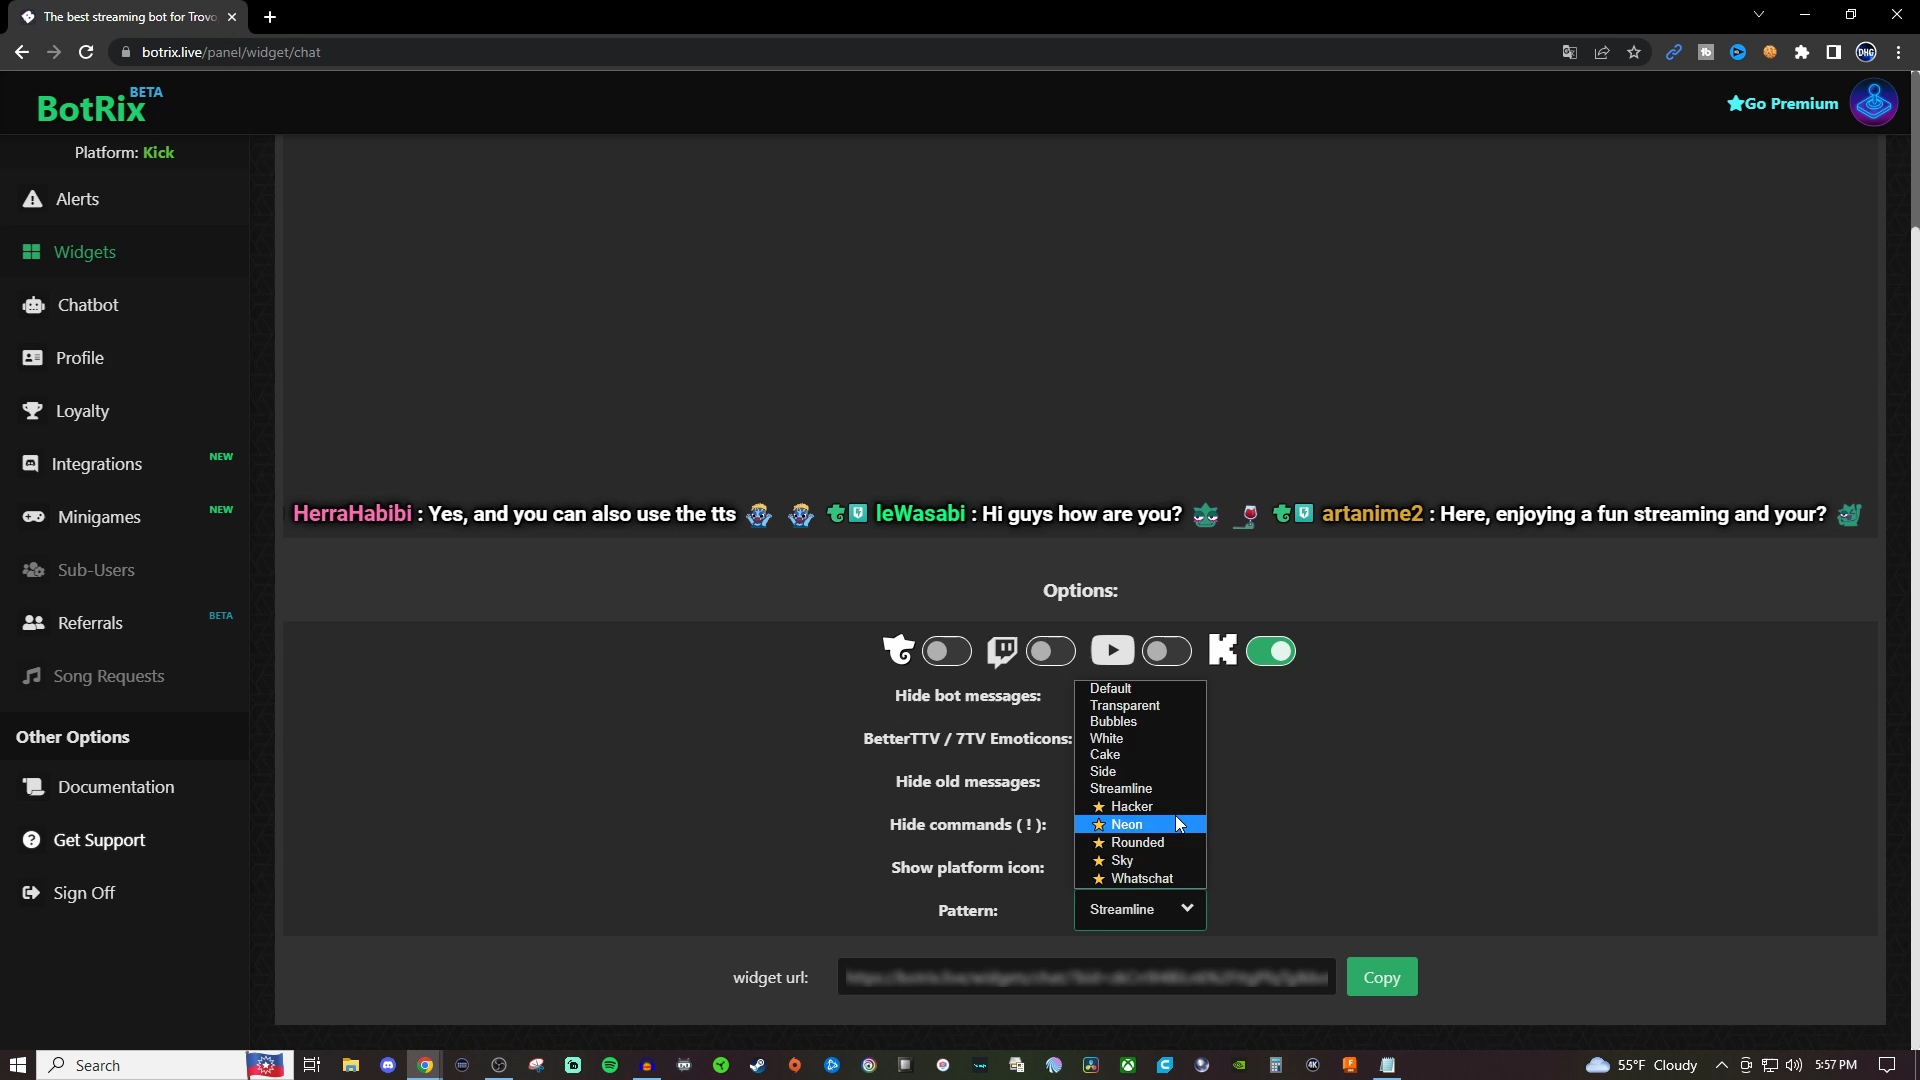 The best streaming bot for Trovo
botrix.live/panel/widget/chat
BotRix BETA
Go Premium
Platform: Kick
Alerts
Widgets
Chatbot
Profile
Loyalty
Integrations NEW
Minigames NEW
Sub-Users
Referrals BETA
Song Requests
Other Options
Documentation
Get Support
Sign Off
HerraHabibi : Yes, and you can also use the tts leWasabi : Hi guys how are you? artanime2 : Here, enjoying a fun streaming and your?
Options:
Hide bot messages:
BetterTTV / 7TV Emoticons:
Hide old messages:
Hide commands ( ! ):
Show platform icon:
Pattern:
Default
Transparent
Bubbles
White
Cake
Side
Streamline
Hacker
Neon
Rounded
Sky
Whatschat
Streamline
widget url:
Copy
Search
55°F Cloudy
5:57 PM